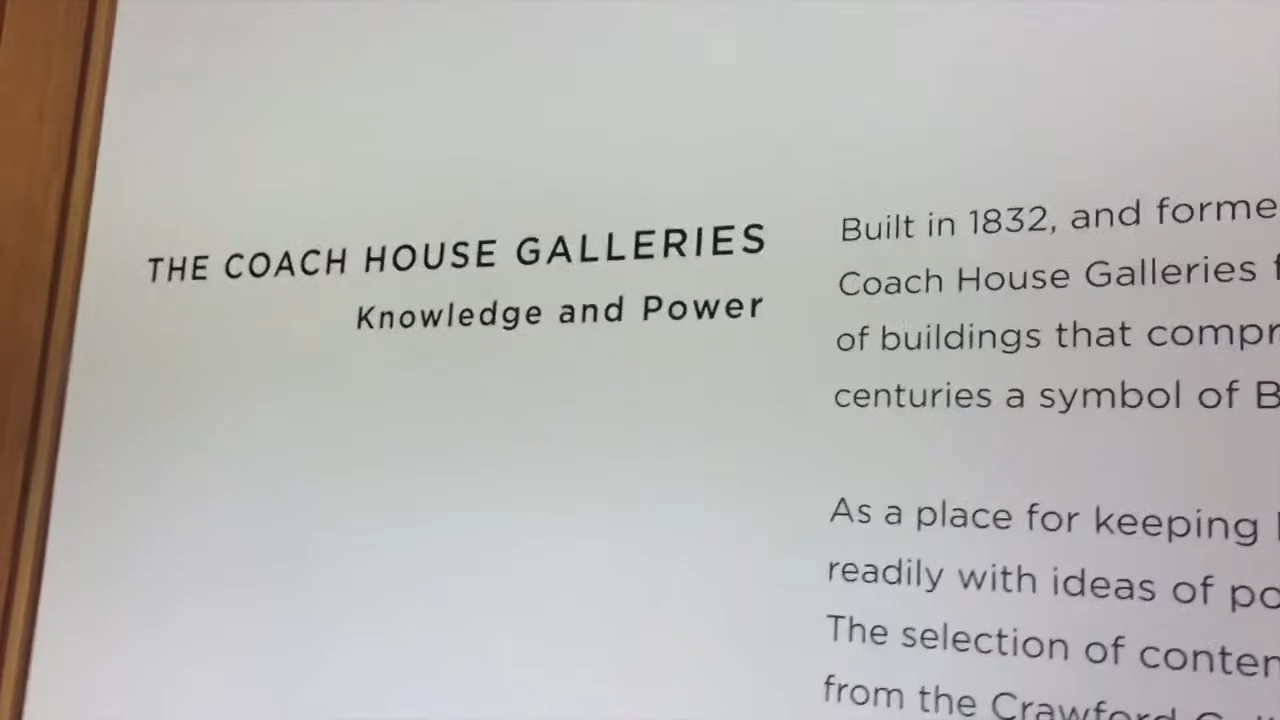 THE COACH HOUSE GALLERIES
Knowledge and Power
Built in 1832, and forme
Coach House Galleries f
of buildings that compr
centuries a symbol of B
As a place for keeping
readily with ideas of po
The selection of conten
from the Crawford